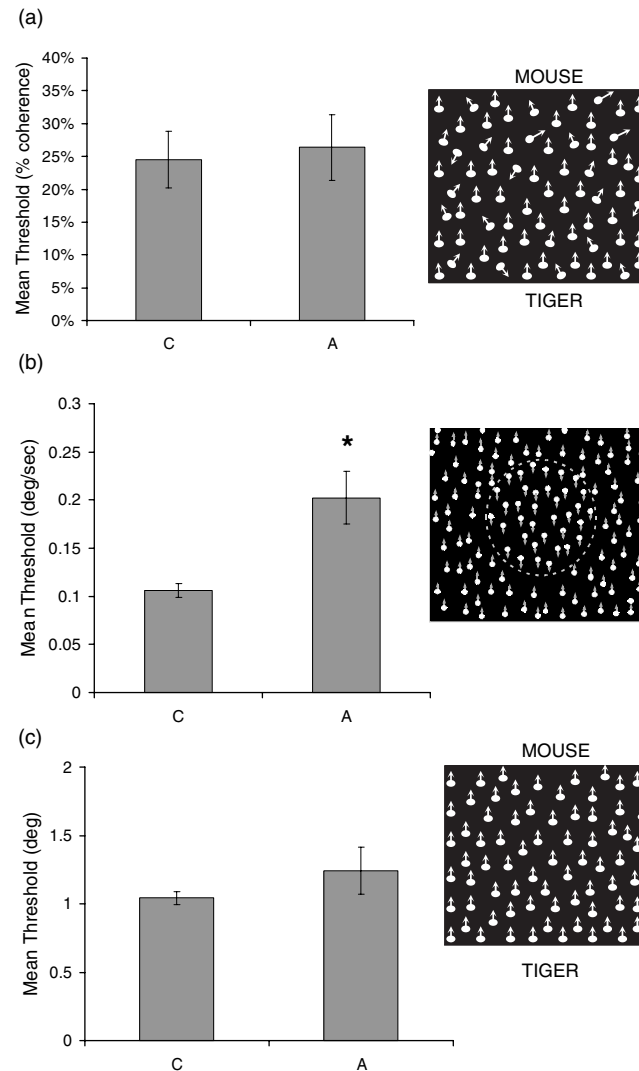 (a)
Mean Threshold (% coherence)
40%
35%
30%
25%
20%
15%
10%
5%
0%
C
A
MOUSE
TIGER
(b)
Mean Threshold (deg/sec)
0.3
0.25
0.2
0.15
0.1
0.05
0
*
C
A
(c)
Mean Threshold (deg)
2
1.5
1
0.5
0
C
A
MOUSE
TIGER